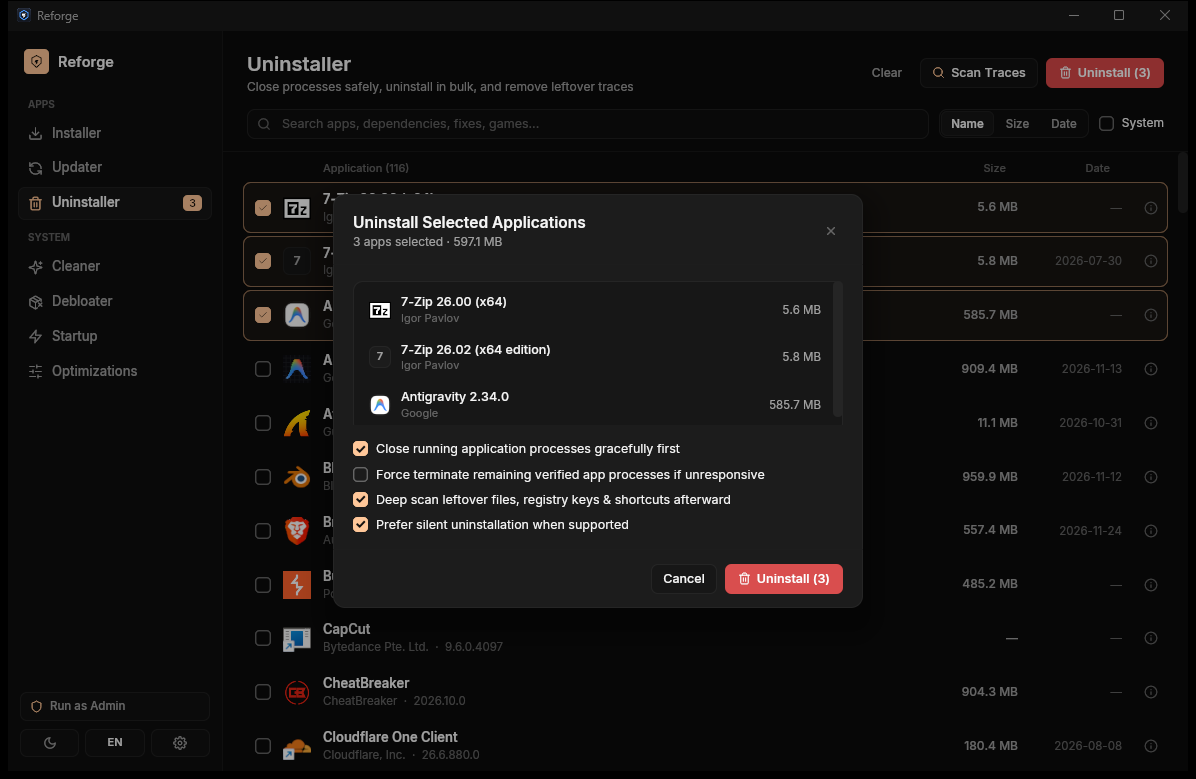 Reforge
Reforge
APPS
Installer
Updater
Uninstaller 3
SYSTEM
Cleaner
Debloater
Startup
Optimizations
Run as Admin
EN
Uninstaller
Close processes safely, uninstall in bulk, and remove leftover traces
Clear Scan Traces Uninstall (3)
Search apps, dependencies, fixes, games...
Name Size Date System
Application (116) Size Date
5.6 MB —
7 5.8 MB 2026-07-30
585.7 MB —
909.4 MB 2026-11-13
11.1 MB 2026-10-31
959.9 MB 2026-11-12
557.4 MB 2026-11-24
485.2 MB —
CapCut
Bytedance Pte. Ltd. · 9.6.0.4097
— —
CheatBreaker
CheatBreaker · 2026.10.0
904.3 MB —
Cloudflare One Client
Cloudflare, Inc. · 26.6.880.0
180.4 MB 2026-08-08
Uninstall Selected Applications
3 apps selected · 597.1 MB
7z
7-Zip 26.00 (x64)
Igor Pavlov
5.6 MB
7
7-Zip 26.02 (x64 edition)
Igor Pavlov
5.8 MB
Antigravity 2.34.0
Google
585.7 MB
Close running application processes gracefully first
Force terminate remaining verified app processes if unresponsive
Deep scan leftover files, registry keys & shortcuts afterward
Prefer silent uninstallation when supported
Cancel Uninstall (3)